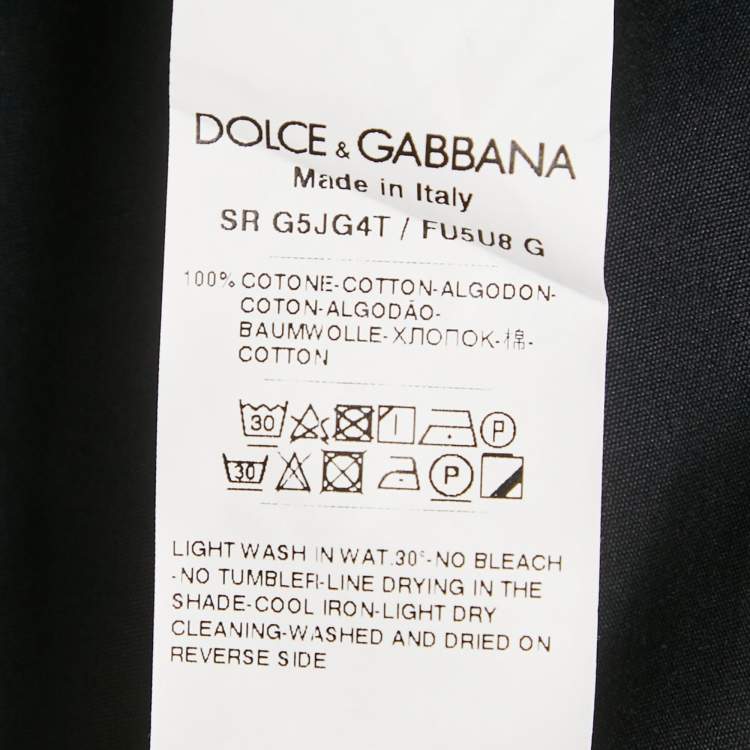 DOLCE & GABBANA
Made in Italy
SR G5JG4T / FU5U8 G
100% COTONE-COTTON-ALGODON-
COTON-ALGODÃO-
BAUMWOLLE-ХЛОПОК-棉-
COTTON
30 P
30 P
LIGHT WASH IN WAT.30°-NO BLEACH
-NO TUMBLER-LINE DRYING IN THE
SHADE-COOL IRON-LIGHT DRY
CLEANING-WASHED AND DRIED ON
REVERSE SIDE